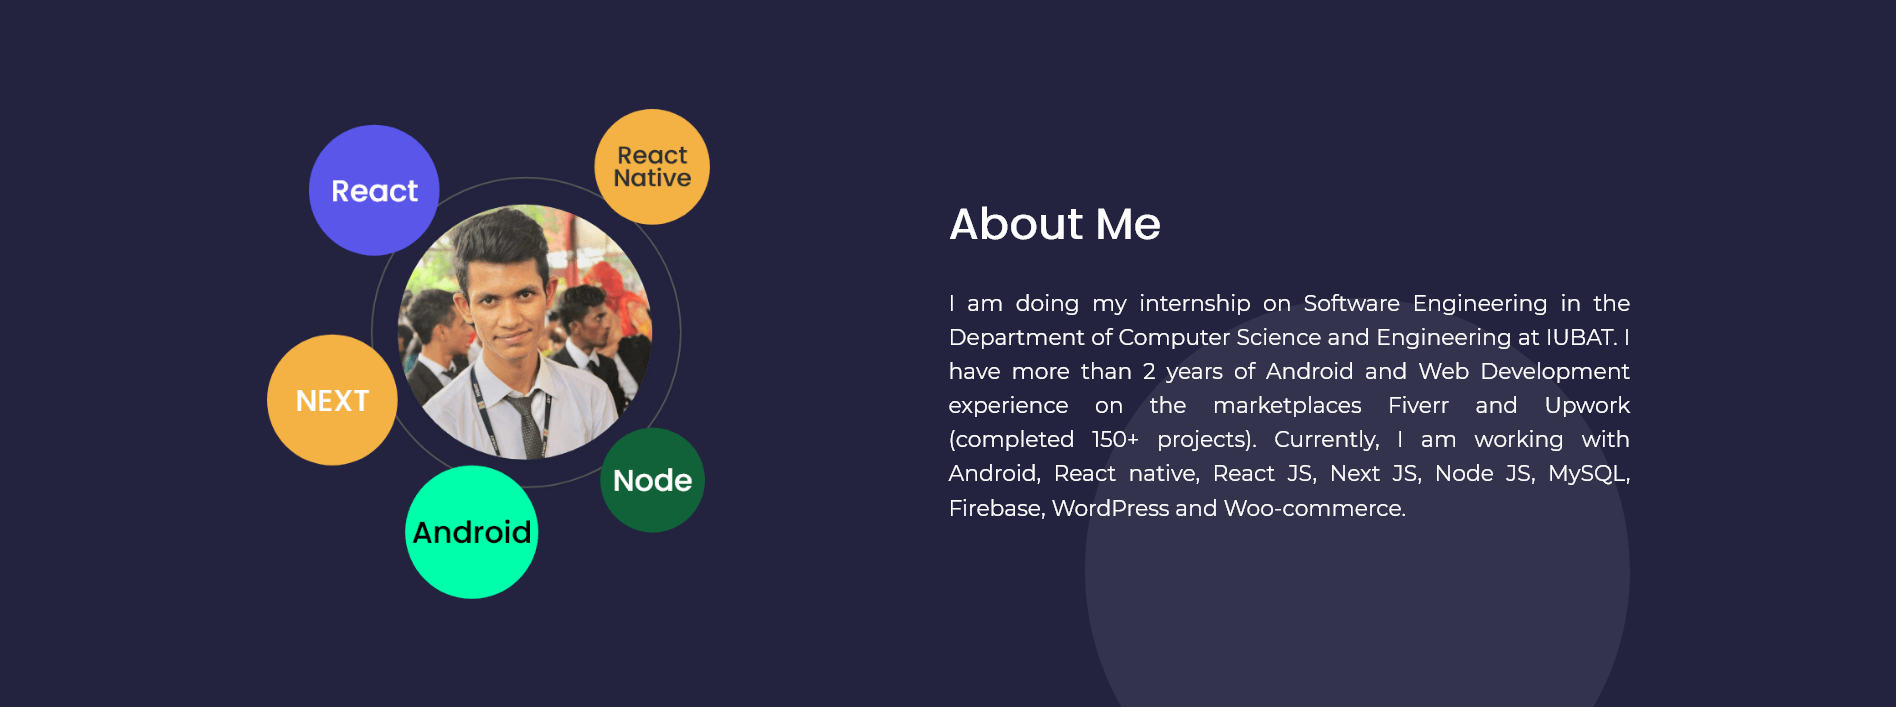 React
React
Native
NEXT
Node
Android
About Me
I am doing my internship on Software Engineering in the
Department of Computer Science and Engineering at IUBAT. I
have more than 2 years of Android and Web Development
experience on the marketplaces Fiverr and Upwork
(completed 150+ projects). Currently, I am working with
Android, React native, React JS, Next JS, Node JS, MySQL,
Firebase, WordPress and Woo-commerce.